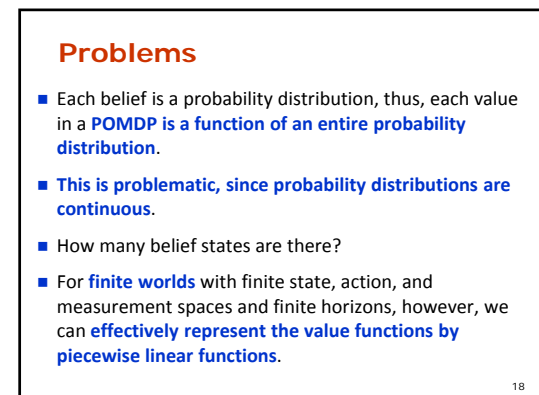 Problems
Each belief is a probability distribution, thus, each value
in a POMDP is a function of an entire probability
distribution.
This is problematic, since probability distributions are
continuous.
How many belief states are there?
For finite worlds with finite state, action, and
measurement spaces and finite horizons, however, we
can effectively represent the value functions by
piecewise linear functions.
18